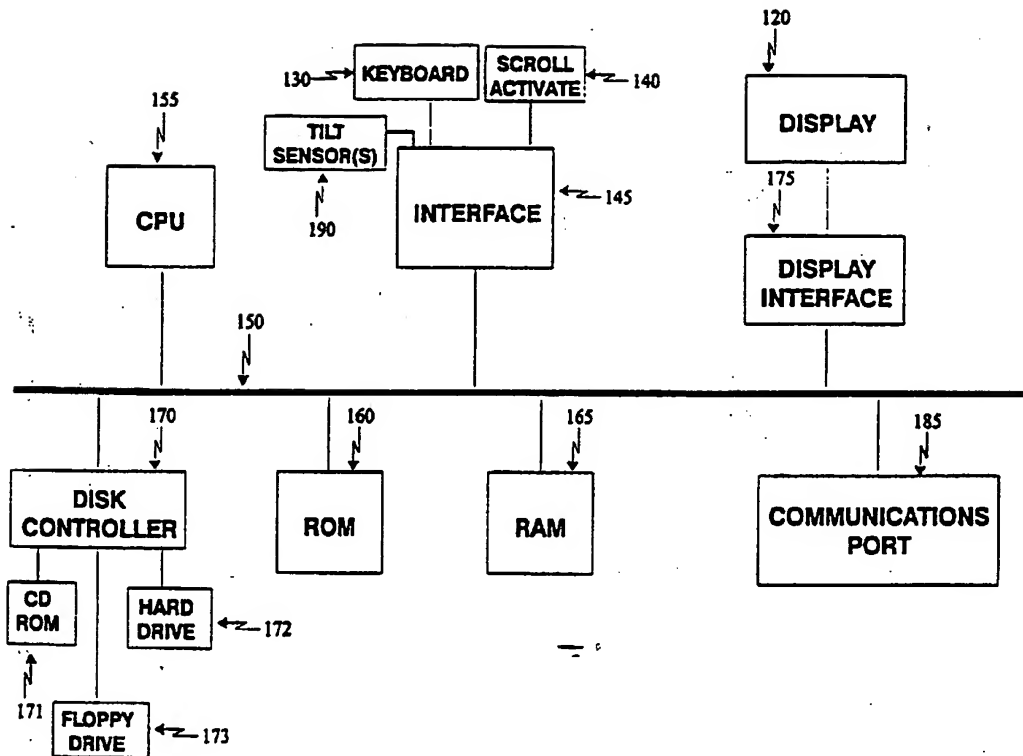 120
130
KEYBOARD
SCROLL
ACTIVATE
140
155
TILT
SENSOR(S)
DISPLAY
175
CPU
190
INTERFACE
145
DISPLAY
INTERFACE
150
170
160
165
185
DISK
CONTROLLER
ROM
RAM
COMMUNICATIONS
PORT
CD
ROM
HARD
DRIVE
172
171
FLOPPY
DRIVE
173